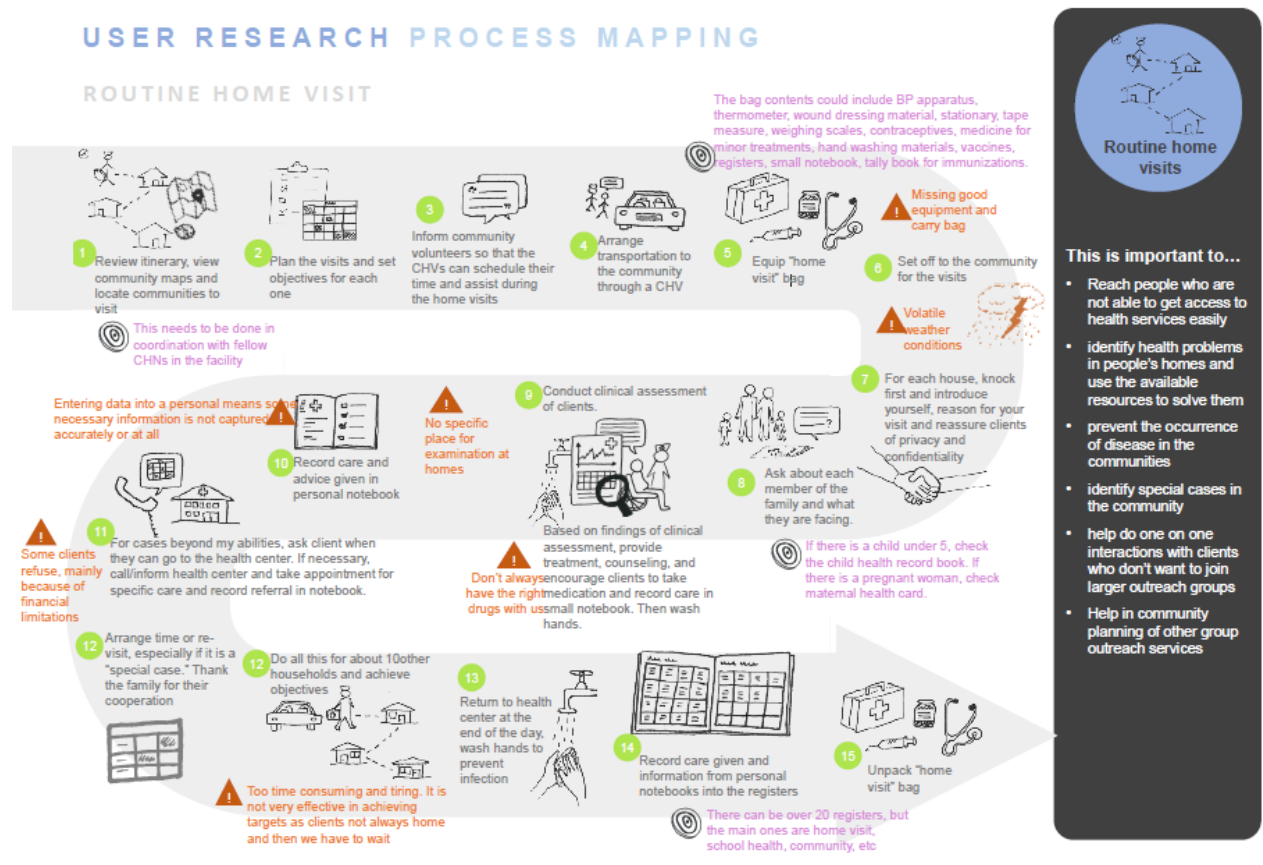 USER RESEARCH PROCESS MAPPING
ROUTINE HOME VISIT
The bag contents could include BP apparatus,
thermometer, wound dressing material, stationary, tape
measure, weighing scales, contraceptives, medicine for
minor treatments, hand washing materials, vaccines,
registers, small notebook, tally book for immunizations.
1
Review itinerary, view
community maps and
locate communities to
visit
This needs to be done in
coordination with fellow
CHNs in the facility
2
Plan the visits and set
objectives for each
one
3
Inform community
volunteers so that the
CHVs can schedule their
time and assist during
the home visits
4
Arrange
transportation to
the community
through a CHV
5
Equip "home
visit" bag
!
Missing good
equipment and
carry bag
6
Set off to the community
for the visits
!
Volatile
weather
conditions
7
For each house, knock
first and introduce
yourself, reason for your
visit and reassure clients
of privacy and
confidentiality
?
8
Ask about each
member of the
family and what
they are facing.
If there is a child under 5, check
the child health record book. If
there is a pregnant woman, check
maternal health card.
9
Conduct clinical assessment
of clients.
!
No specific
place for
examination at
homes
Based on findings of clinical
assessment, provide
treatment, counseling, and
encourage clients to take
medication and record care in
small notebook. Then wash
hands.
!
Don't always
have the right
drugs with us
Entering data into a personal means some
necessary information is not captured
accurately or at all
!
10
Record care and
advice given in
personal notebook
11
For cases beyond my abilities, ask client when
they can go to the health center. If necessary,
call/inform health center and take appointment for
specific care and record referral in notebook.
!
Some clients
refuse, mainly
because of
financial
limitations
12
Arrange time or re-
visit, especially if it is a
"special case." Thank
the family for their
cooperation
12
Do all this for about 10other
households and achieve
objectives
!
Too time consuming and tiring. It is
not very effective in achieving
targets as clients not always home
and then we have to wait
13
Return to health
center at the
end of the day,
wash hands to
prevent
infection
14
Record care given and
information from personal
notebooks into the registers
There can be over 20 registers, but
the main ones are home visit,
school health, community, etc
15
Unpack "home
visit" bag
Routine home
visits
This is important to…
• Reach people who are
not able to get access to
health services easily
• identify health problems
in people's homes and
use the available
resources to solve them
• prevent the occurrence
of disease in the
communities
• identify special cases in
the community
• help do one on one
interactions with clients
who don't want to join
larger outreach groups
• Help in community
planning of other group
outreach services